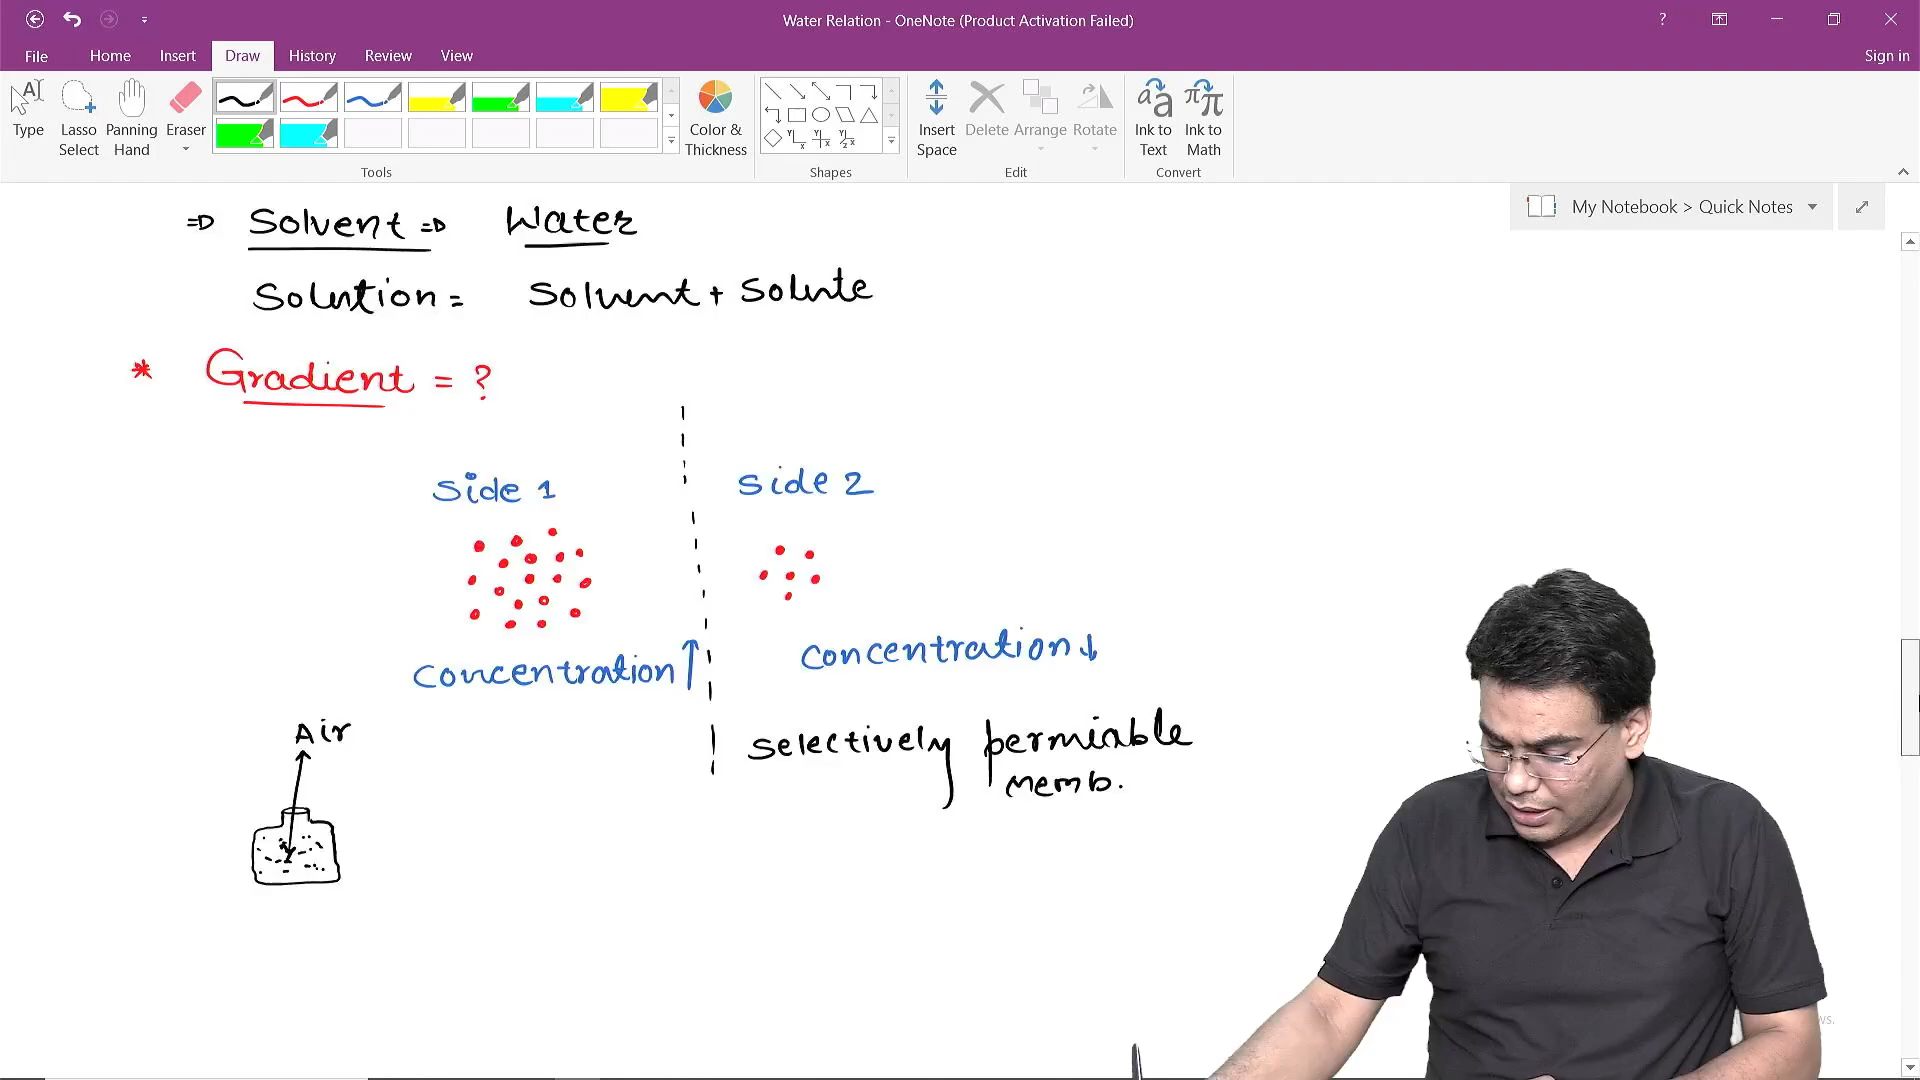 Water Relation - OneNote (Product Activation Failed)
?
File Home Insert Draw History Review View
Sign in
Type
Lasso Select
Panning Hand
Eraser
Color & Thickness
Insert Space
Delete
Arrange
Rotate
Ink to Text
Ink to Math
Tools
Shapes
Edit
Convert
My Notebook > Quick Notes
⇒ Solvent ⇒ Water
Solution = Solvent + Solute
* Gradient = ?
Side 1
Side 2
Concentration ↑
Concentration ↓
Air
Selectively permiable
memb.